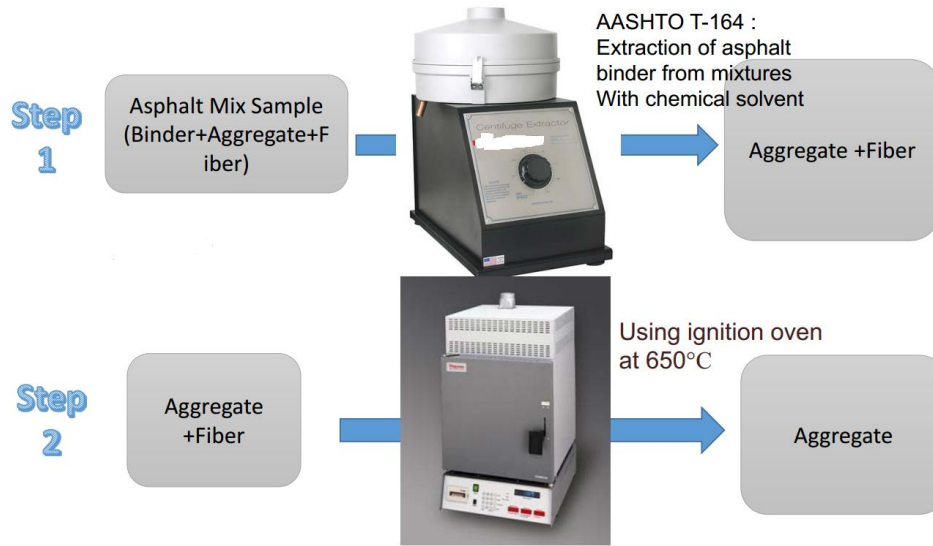 Step
1
Asphalt Mix Sample
(Binder+Aggregate+F
iber)
Centifuge Extractor
AASHTO T-164 :
Extraction of asphalt
binder from mixtures
With chemical solvent
Aggregate +Fiber
Step
2
Aggregate
+Fiber
Using ignition oven
at 650°C
Aggregate